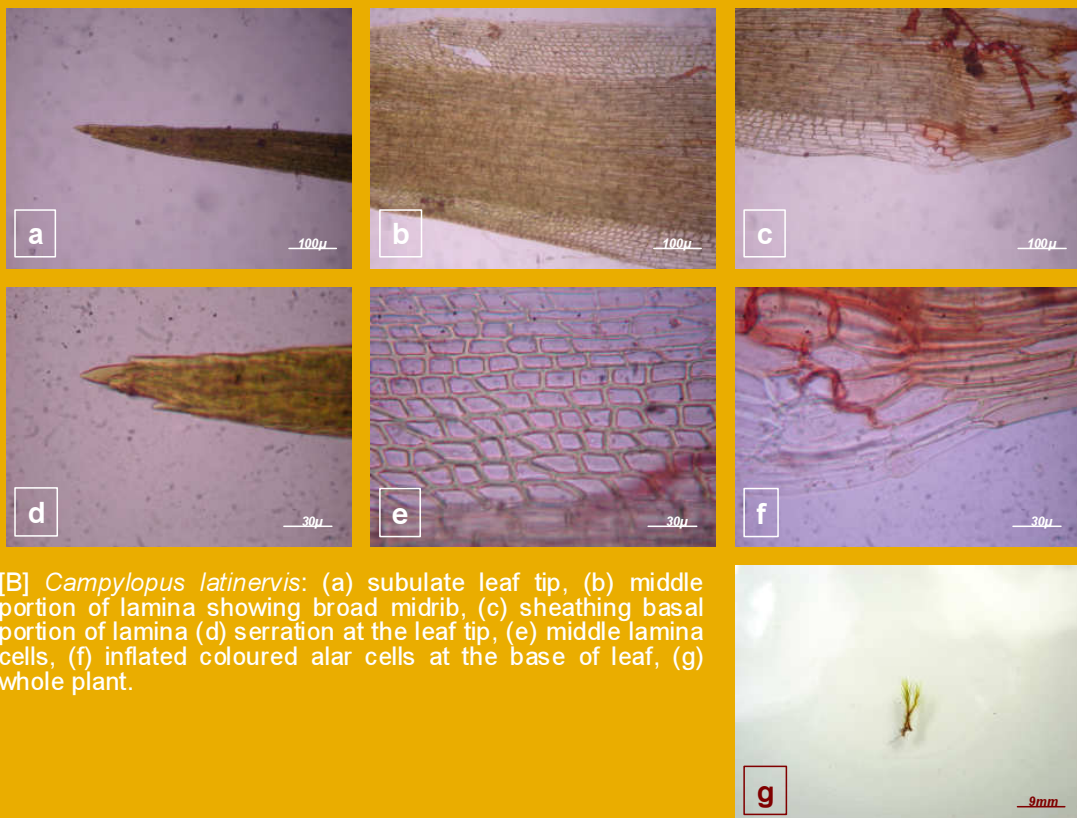 a
100µ
b
100µ
c
100µ
d
30µ
e
30µ
f
30µ
[B] Campylopus latinervis: (a) subulate leaf tip, (b) middle
portion of lamina showing broad midrib, (c) sheathing basal
portion of lamina (d) serration at the leaf tip, (e) middle lamina
cells, (f) inflated coloured alar cells at the base of leaf, (g)
whole plant.
g
9mm